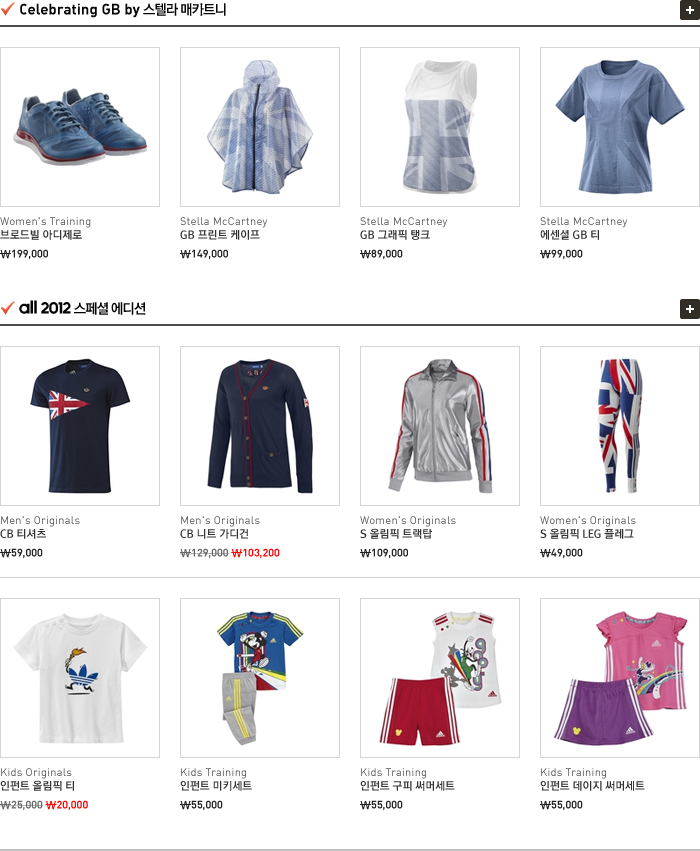 Celebrating GB by 스텔라 매카트니
Women's Training
브로드빌 아디제로
₩199,000
Stella McCartney
GB 프린트 케이프
₩149,000
Stella McCartney
GB 그래픽 탱크
₩89,000
Stella McCartney
에센셜 GB 티
₩99,000
all 2012 스페셜 에디션
Men's Originals
CB 티셔츠
₩59,000
Men's Originals
CB 니트 가디건
₩129,000 ₩103,200
Women's Originals
S 올림픽 트랙탑
₩109,000
Women's Originals
S 올림픽 LEG 플레그
₩49,000
Kids Originals
인펀트 올림픽 티
₩25,000 ₩20,000
Kids Training
인펀트 미키세트
₩55,000
Kids Training
인펀트 구피 써머세트
₩55,000
Kids Training
인펀트 데이지 써머세트
₩55,000